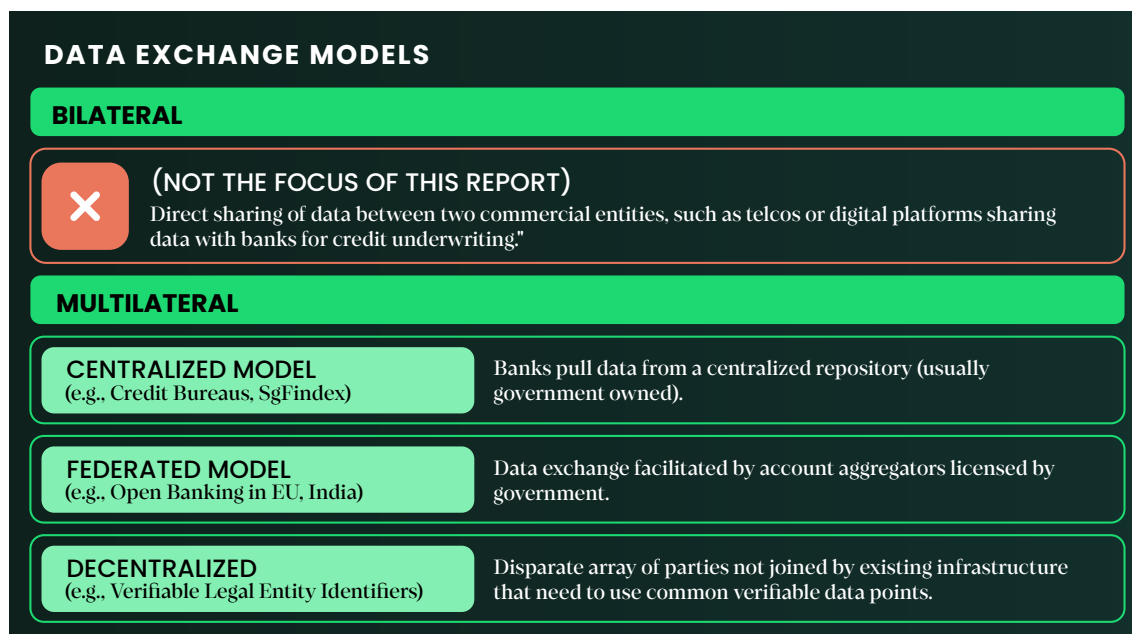 DATA EXCHANGE MODELS
BILATERAL
(NOT THE FOCUS OF THIS REPORT)
Direct sharing of data between two commercial entities, such as telcos or digital platforms sharing
data with banks for credit underwriting."
MULTILATERAL
CENTRALIZED MODEL
(e.g., Credit Bureaus, SgFindex)
Banks pull data from a centralized repository (usually
government owned).
FEDERATED MODEL
(e.g., Open Banking in EU, India)
Data exchange facilitated by account aggregators licensed by
government.
DECENTRALIZED
(e.g., Verifiable Legal Entity Identifiers)
Disparate array of parties not joined by existing infrastructure
that need to use common verifiable data points.